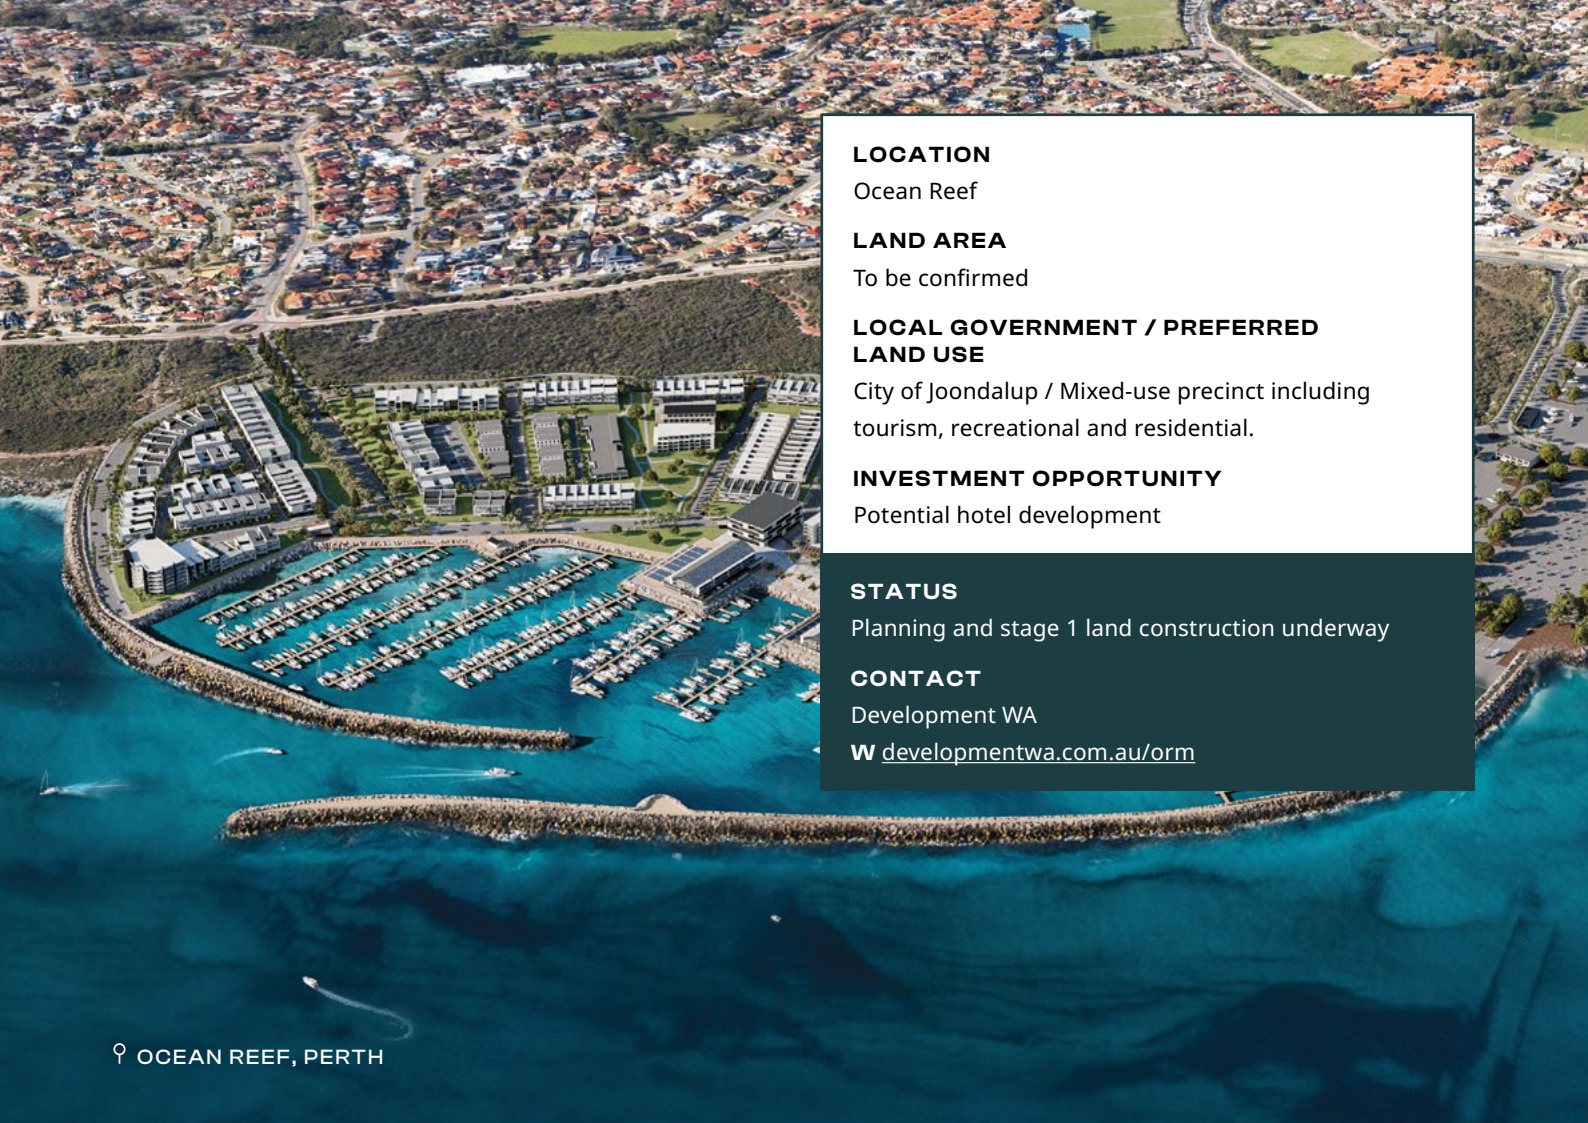 LOCATION
Ocean Reef
LAND AREA
To be confirmed
LOCAL GOVERNMENT / PREFERRED
LAND USE
City of Joondalup / Mixed-use precinct including
tourism, recreational and residential.
INVESTMENT OPPORTUNITY
Potential hotel development
STATUS
Planning and stage 1 land construction underway
CONTACT
Development WA
W developmentwa.com.au/orm
OCEAN REEF, PERTH